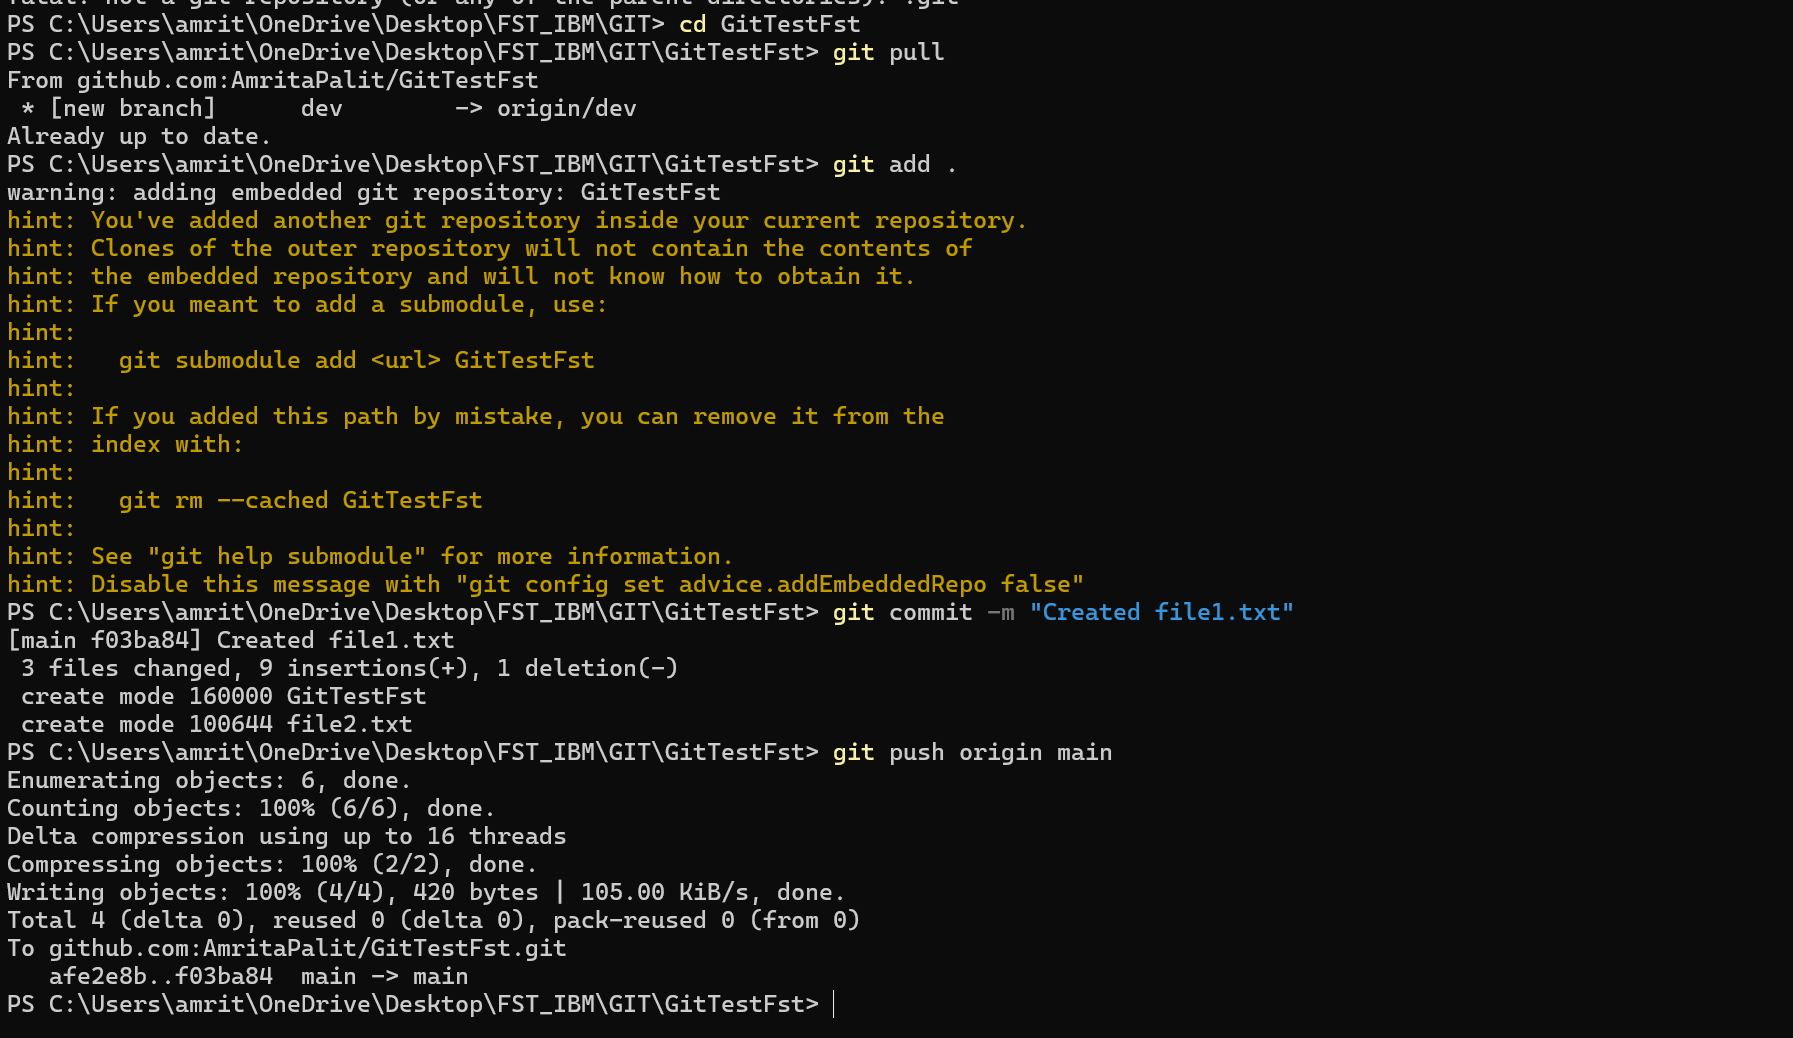 fatal: not a git repository (or any of the parent directories): .git
PS C:\Users\amrit\OneDrive\Desktop\FST_IBM\GIT> cd GitTestFst
PS C:\Users\amrit\OneDrive\Desktop\FST_IBM\GIT\GitTestFst> git pull
From github.com:AmritaPalit/GitTestFst
 * [new branch]      dev        -> origin/dev
Already up to date.
PS C:\Users\amrit\OneDrive\Desktop\FST_IBM\GIT\GitTestFst> git add .
warning: adding embedded git repository: GitTestFst
hint: You've added another git repository inside your current repository.
hint: Clones of the outer repository will not contain the contents of
hint: the embedded repository and will not know how to obtain it.
hint: If you meant to add a submodule, use:
hint:
hint:   git submodule add <url> GitTestFst
hint:
hint: If you added this path by mistake, you can remove it from the
hint: index with:
hint:
hint:   git rm --cached GitTestFst
hint:
hint: See "git help submodule" for more information.
hint: Disable this message with "git config set advice.addEmbeddedRepo false"
PS C:\Users\amrit\OneDrive\Desktop\FST_IBM\GIT\GitTestFst> git commit -m "Created file1.txt"
[main f03ba84] Created file1.txt
 3 files changed, 9 insertions(+), 1 deletion(-)
 create mode 160000 GitTestFst
 create mode 100644 file2.txt
PS C:\Users\amrit\OneDrive\Desktop\FST_IBM\GIT\GitTestFst> git push origin main
Enumerating objects: 6, done.
Counting objects: 100% (6/6), done.
Delta compression using up to 16 threads
Compressing objects: 100% (2/2), done.
Writing objects: 100% (4/4), 420 bytes | 105.00 KiB/s, done.
Total 4 (delta 0), reused 0 (delta 0), pack-reused 0 (from 0)
To github.com:AmritaPalit/GitTestFst.git
   afe2e8b..f03ba84  main -> main
PS C:\Users\amrit\OneDrive\Desktop\FST_IBM\GIT\GitTestFst>